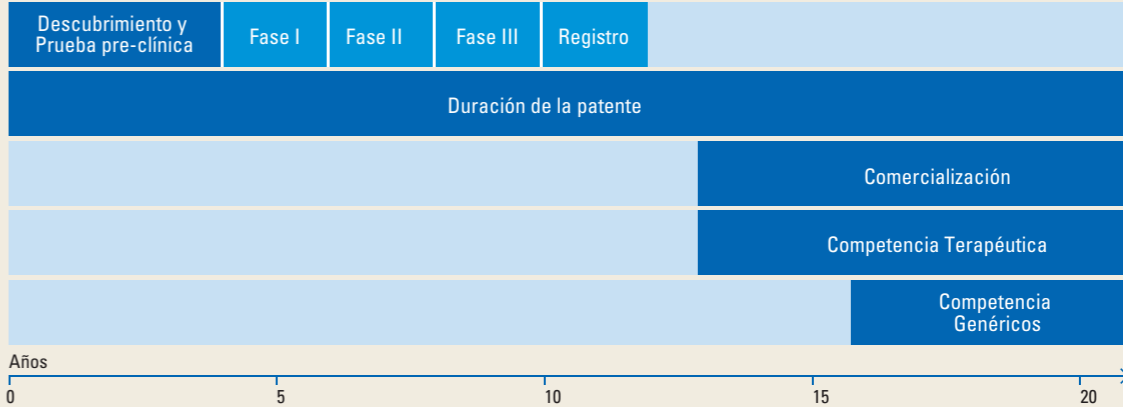 Descubrimiento y
Prueba pre-clínica
Fase I
Fase II
Fase III
Registro
Duración de la patente
Comercialización
Competencia Terapéutica
Competencia
Genéricos
Años
0 5 10 15 20